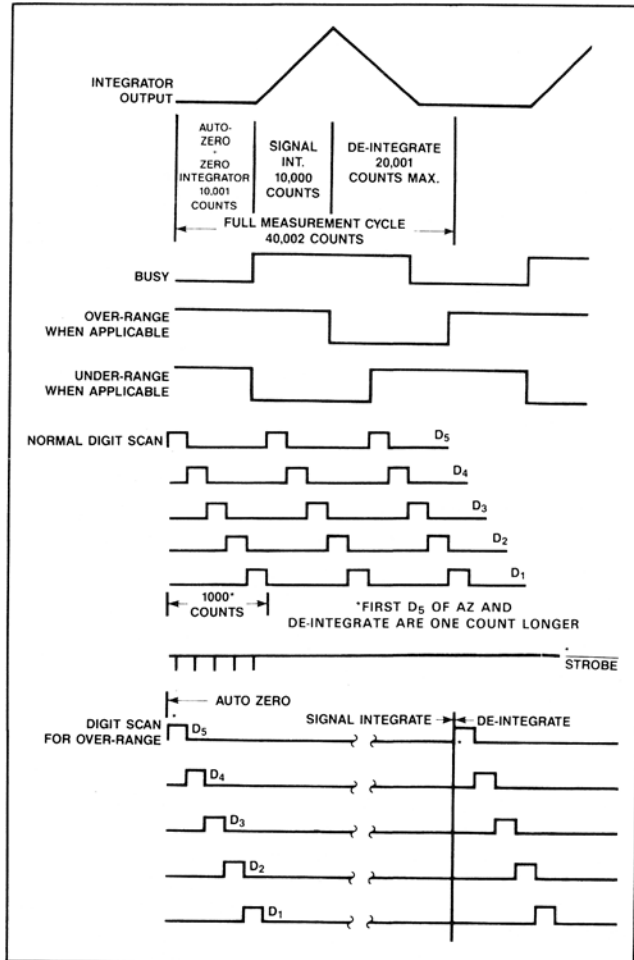 INTEGRATOR
OUTPUT
AUTO-
ZERO
+
ZERO
INTEGRATOR
10,001
COUNTS
SIGNAL
INT.
10,000
COUNTS
DE-INTEGRATE
20,001
COUNTS MAX.
FULL MEASUREMENT CYCLE
40,002 COUNTS
BUSY
OVER-RANGE
WHEN APPLICABLE
UNDER-RANGE
WHEN APPLICABLE
NORMAL DIGIT SCAN
D5
D4
D3
D2
D1
1000*
COUNTS
*FIRST D5 OF AZ AND
DE-INTEGRATE ARE ONE COUNT LONGER
STROBE
AUTO ZERO
SIGNAL INTEGRATE
DE-INTEGRATE
DIGIT SCAN
FOR OVER-RANGE
*
D5
*
D4
D3
D2
D1